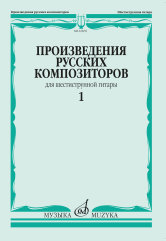 Произведения русских композиторов
Шестиструнная гитара
ПРОИЗВЕДЕНИЯ
РУССКИХ
КОМПОЗИТОРОВ
для шестиструнной гитары
1
МУЗЫКА
MUZYKA